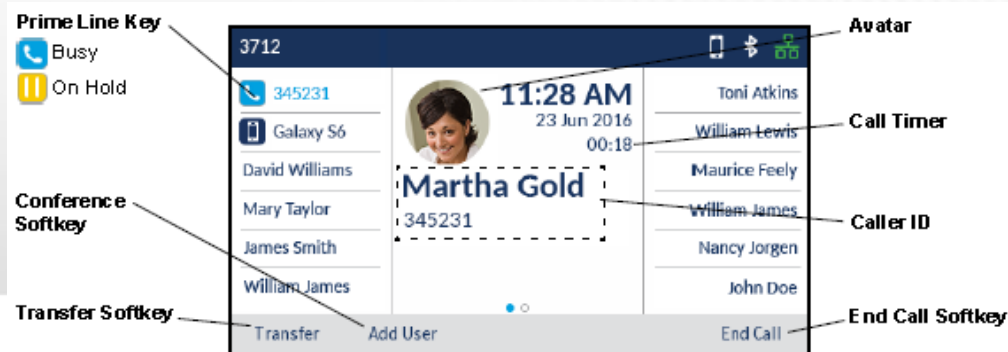 Prime Line Key
Busy
On Hold
Conference
Softkey
Transfer Softkey
3712
345231
Galaxy S6
David Williams
Mary Taylor
James Smith
William James
11:28 AM
23 Jun 2016
00:18
Martha Gold
345231
Toni Atkins
William Lewis
Maurice Feely
William James
Nancy Jorgen
John Doe
Transfer
Add User
End Call
Avatar
Call Timer
Caller ID
End Call Softkey